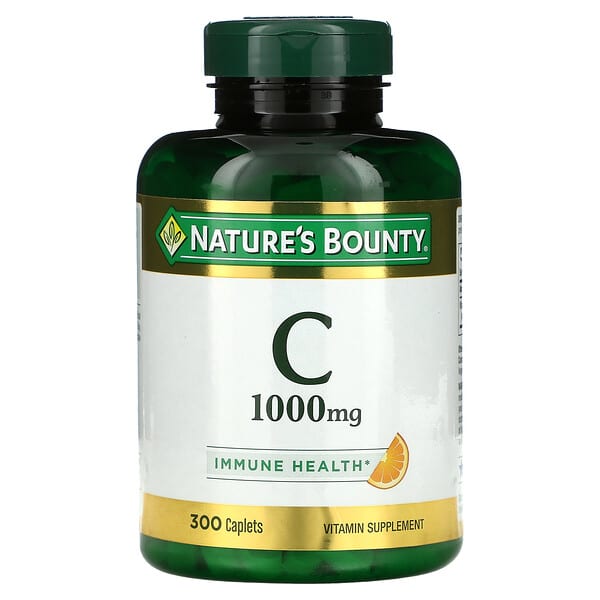 NATURE'S BOUNTY®
C
1000mg
IMMUNE HEALTH*
300 Caplets
VITAMIN SUPPLEMENT